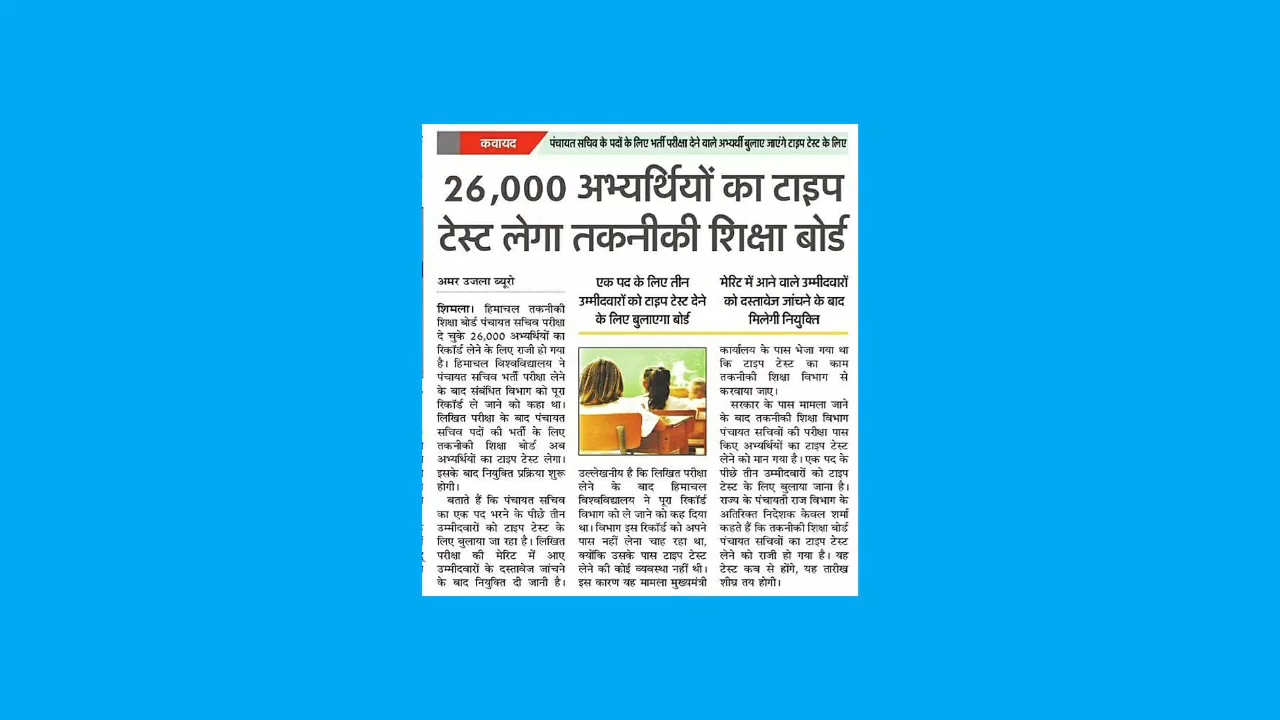 कवायद
पंचायत सचिव के पदों के लिए भर्ती परीक्षा देने वाले अभ्यर्थी बुलाए जाएंगे टाइप टेस्ट के लिए
26,000 अभ्यर्थियों का टाइप
टेस्ट लेगा तकनीकी शिक्षा बोर्ड
अमर उजला ब्यूरो
शिमला। हिमाचल तकनीकी
शिक्षा बोर्ड पंचायत सचिव परीक्षा
दे चुके 26,000 अभ्यर्थियों का
रिकॉर्ड लेने के लिए राजी हो गया
है। हिमाचल विश्वविद्यालय ने
पंचायत सचिव भर्ती परीक्षा लेने
के बाद संबंधित विभाग को पूरा
रिकॉर्ड ले जाने को कहा था।
लिखित परीक्षा के बाद पंचायत
सचिव पदों की भर्ती के लिए
तकनीकी शिक्षा बोर्ड अब
अभ्यर्थियों का टाइप टेस्ट लेगा।
इसके बाद नियुक्ति प्रक्रिया शुरू
होगी।
बताते हैं कि पंचायत सचिव
का एक पद भरने के पीछे तीन
उम्मीदवारों को टाइप टेस्ट के
लिए बुलाया जा रहा है। लिखित
परीक्षा की मेरिट में आए
उम्मीदवारों के दस्तावेज जांचने
के बाद नियुक्ति दी जानी है।
एक पद के लिए तीन
उम्मीदवारों को टाइप टेस्ट देने
के लिए बुलाएगा बोर्ड
उल्लेखनीय है कि लिखित परीक्षा
लेने के बाद हिमाचल
विश्वविद्यालय ने पूरा रिकॉर्ड
विभाग को ले जाने को कह दिया
था। विभाग इस रिकॉर्ड को अपने
पास नहीं लेना चाह रहा था,
क्योंकि उसके पास टाइप टेस्ट
लेने की कोई व्यवस्था नहीं थी।
इस कारण यह मामला मुख्यमंत्री
मेरिट में आने वाले उम्मीदवारों
को दस्तावेज जांचने के बाद
मिलेगी नियुक्ति
कार्यालय के पास भेजा गया था
कि टाइप टेस्ट का काम
तकनीकी शिक्षा विभाग से
करवाया जाए।
सरकार के पास मामला जाने
के बाद तकनीकी शिक्षा विभाग
पंचायत सचिवों की परीक्षा पास
किए अभ्यर्थियों का टाइप टेस्ट
लेने को मान गया है। एक पद के
पीछे तीन उम्मीदवारों को टाइप
टेस्ट के लिए बुलाया जाना है।
राज्य के पंचायती राज विभाग के
अतिरिक्त निदेशक केवल शर्मा
कहते हैं कि तकनीकी शिक्षा बोर्ड
पंचायत सचिवों का टाइप टेस्ट
लेने को राजी हो गया है। यह
टेस्ट कब से होंगे, यह तारीख
शीघ्र तय होगी।